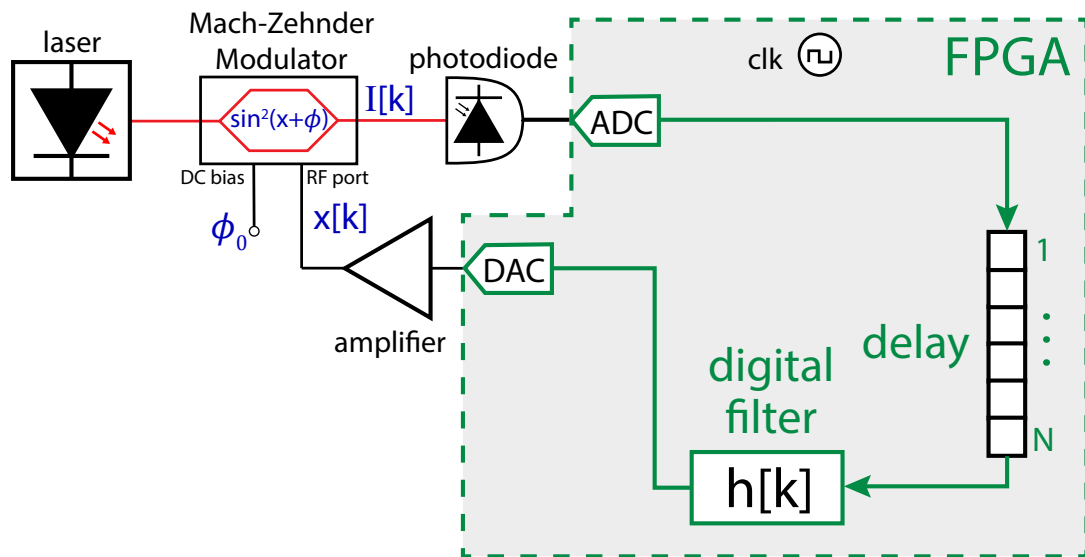 laser
Mach-Zehnder
Modulator
photodiode
clk
FPGA
I[k]
sin²(x+ϕ)
ADC
DC bias
RF port
ϕ₀
x[k]
DAC
amplifier
1
delay
N
digital
filter
h[k]